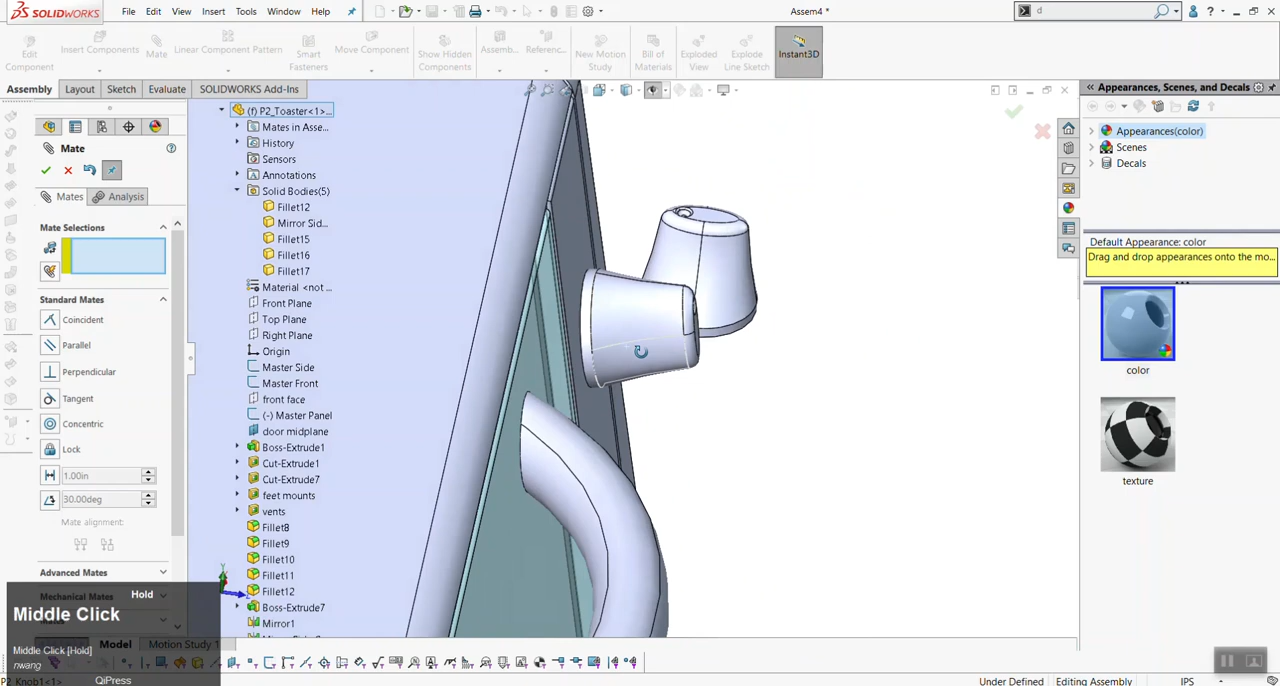 SOLIDWORKS File Edit View Insert Tools Window Help Assem4 * d
Edit Component
Insert Components
Mate
Linear Component Pattern
Smart Fasteners
Move Component
Show Hidden Components
Assemb...
Referenc...
New Motion Study
Bill of Materials
Exploded View
Explode Line Sketch
Instant3D
Assembly Layout Sketch Evaluate SOLIDWORKS Add-Ins
Mate
Mates Analysis
Mate Selections
Standard Mates
Coincident
Parallel
Perpendicular
Tangent
Concentric
Lock
1.00in
30.00deg
Mate alignment:
Advanced Mates
Mechanical Mates
(f) P2_Toaster<1>...
Mates in Asse...
History
Sensors
Annotations
Solid Bodies(5)
Fillet12
Mirror Sid...
Fillet15
Fillet16
Fillet17
Material <not ...
Front Plane
Top Plane
Right Plane
Origin
Master Side
Master Front
front face
(-) Master Panel
door midplane
Boss-Extrude1
Cut-Extrude1
Cut-Extrude7
feet mounts
vents
Fillet8
Fillet9
Fillet10
Fillet11
Fillet12
Boss-Extrude7
Mirror1
Appearances, Scenes, and Decals
Appearances(color)
Scenes
Decals
Default Appearance: color
Drag and drop appearances onto the mo...
color
texture
Hold
Middle Click
Middle Click [Hold]
nwang
QiPress
Model Motion Study 1
P2_Knob1<1>
Under Defined Editing Assembly IPS